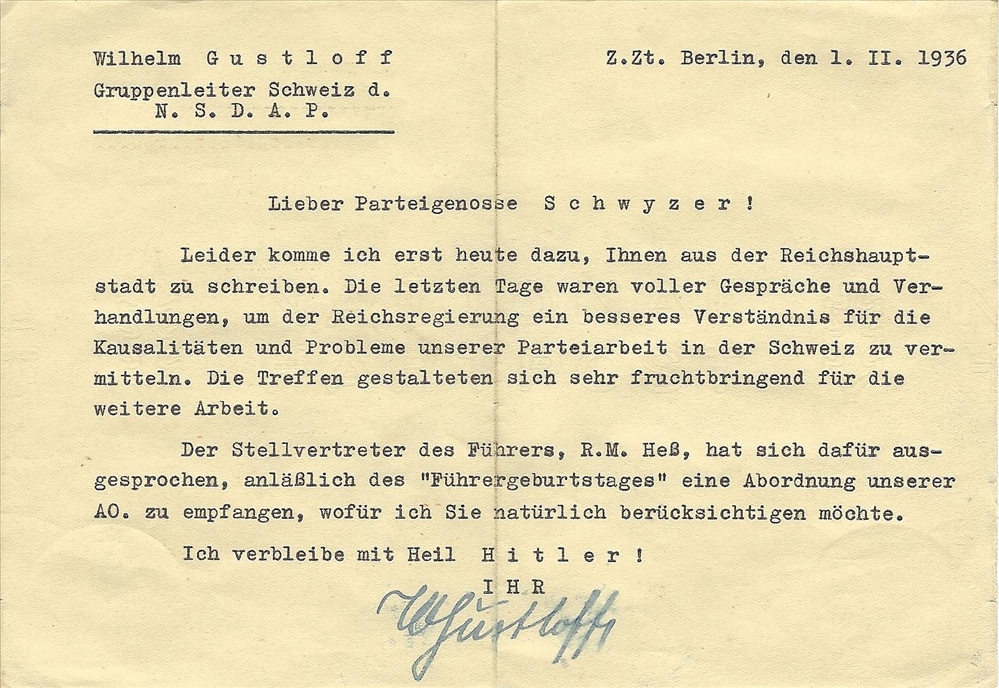 Wilhelm G u s t l o f f
Z.Zt. Berlin, den 1. II. 1936
Gruppenleiter Schweiz d.
N. S. D. A. P.
Lieber Parteigenosse S c h w y z e r !
Leider komme ich erst heute dazu, Ihnen aus der Reichshaupt-
stadt zu schreiben. Die letzten Tage waren voller Gespräche und Ver-
handlungen, um der Reichsregierung ein besseres Verständnis für die
Kausalitäten und Probleme unserer Parteiarbeit in der Schweiz zu ver-
mitteln. Die Treffen gestalteten sich sehr fruchtbringend für die
weitere Arbeit.
Der Stellvertreter des Führers, R.M. Heß, hat sich dafür aus-
gesprochen, anläßlich des "Führergeburtstages" eine Abordnung unserer
AO. zu empfangen, wofür ich Sie natürlich berücksichtigen möchte.
Ich verbleibe mit Heil H i t l e r !
I H R
WGustloff